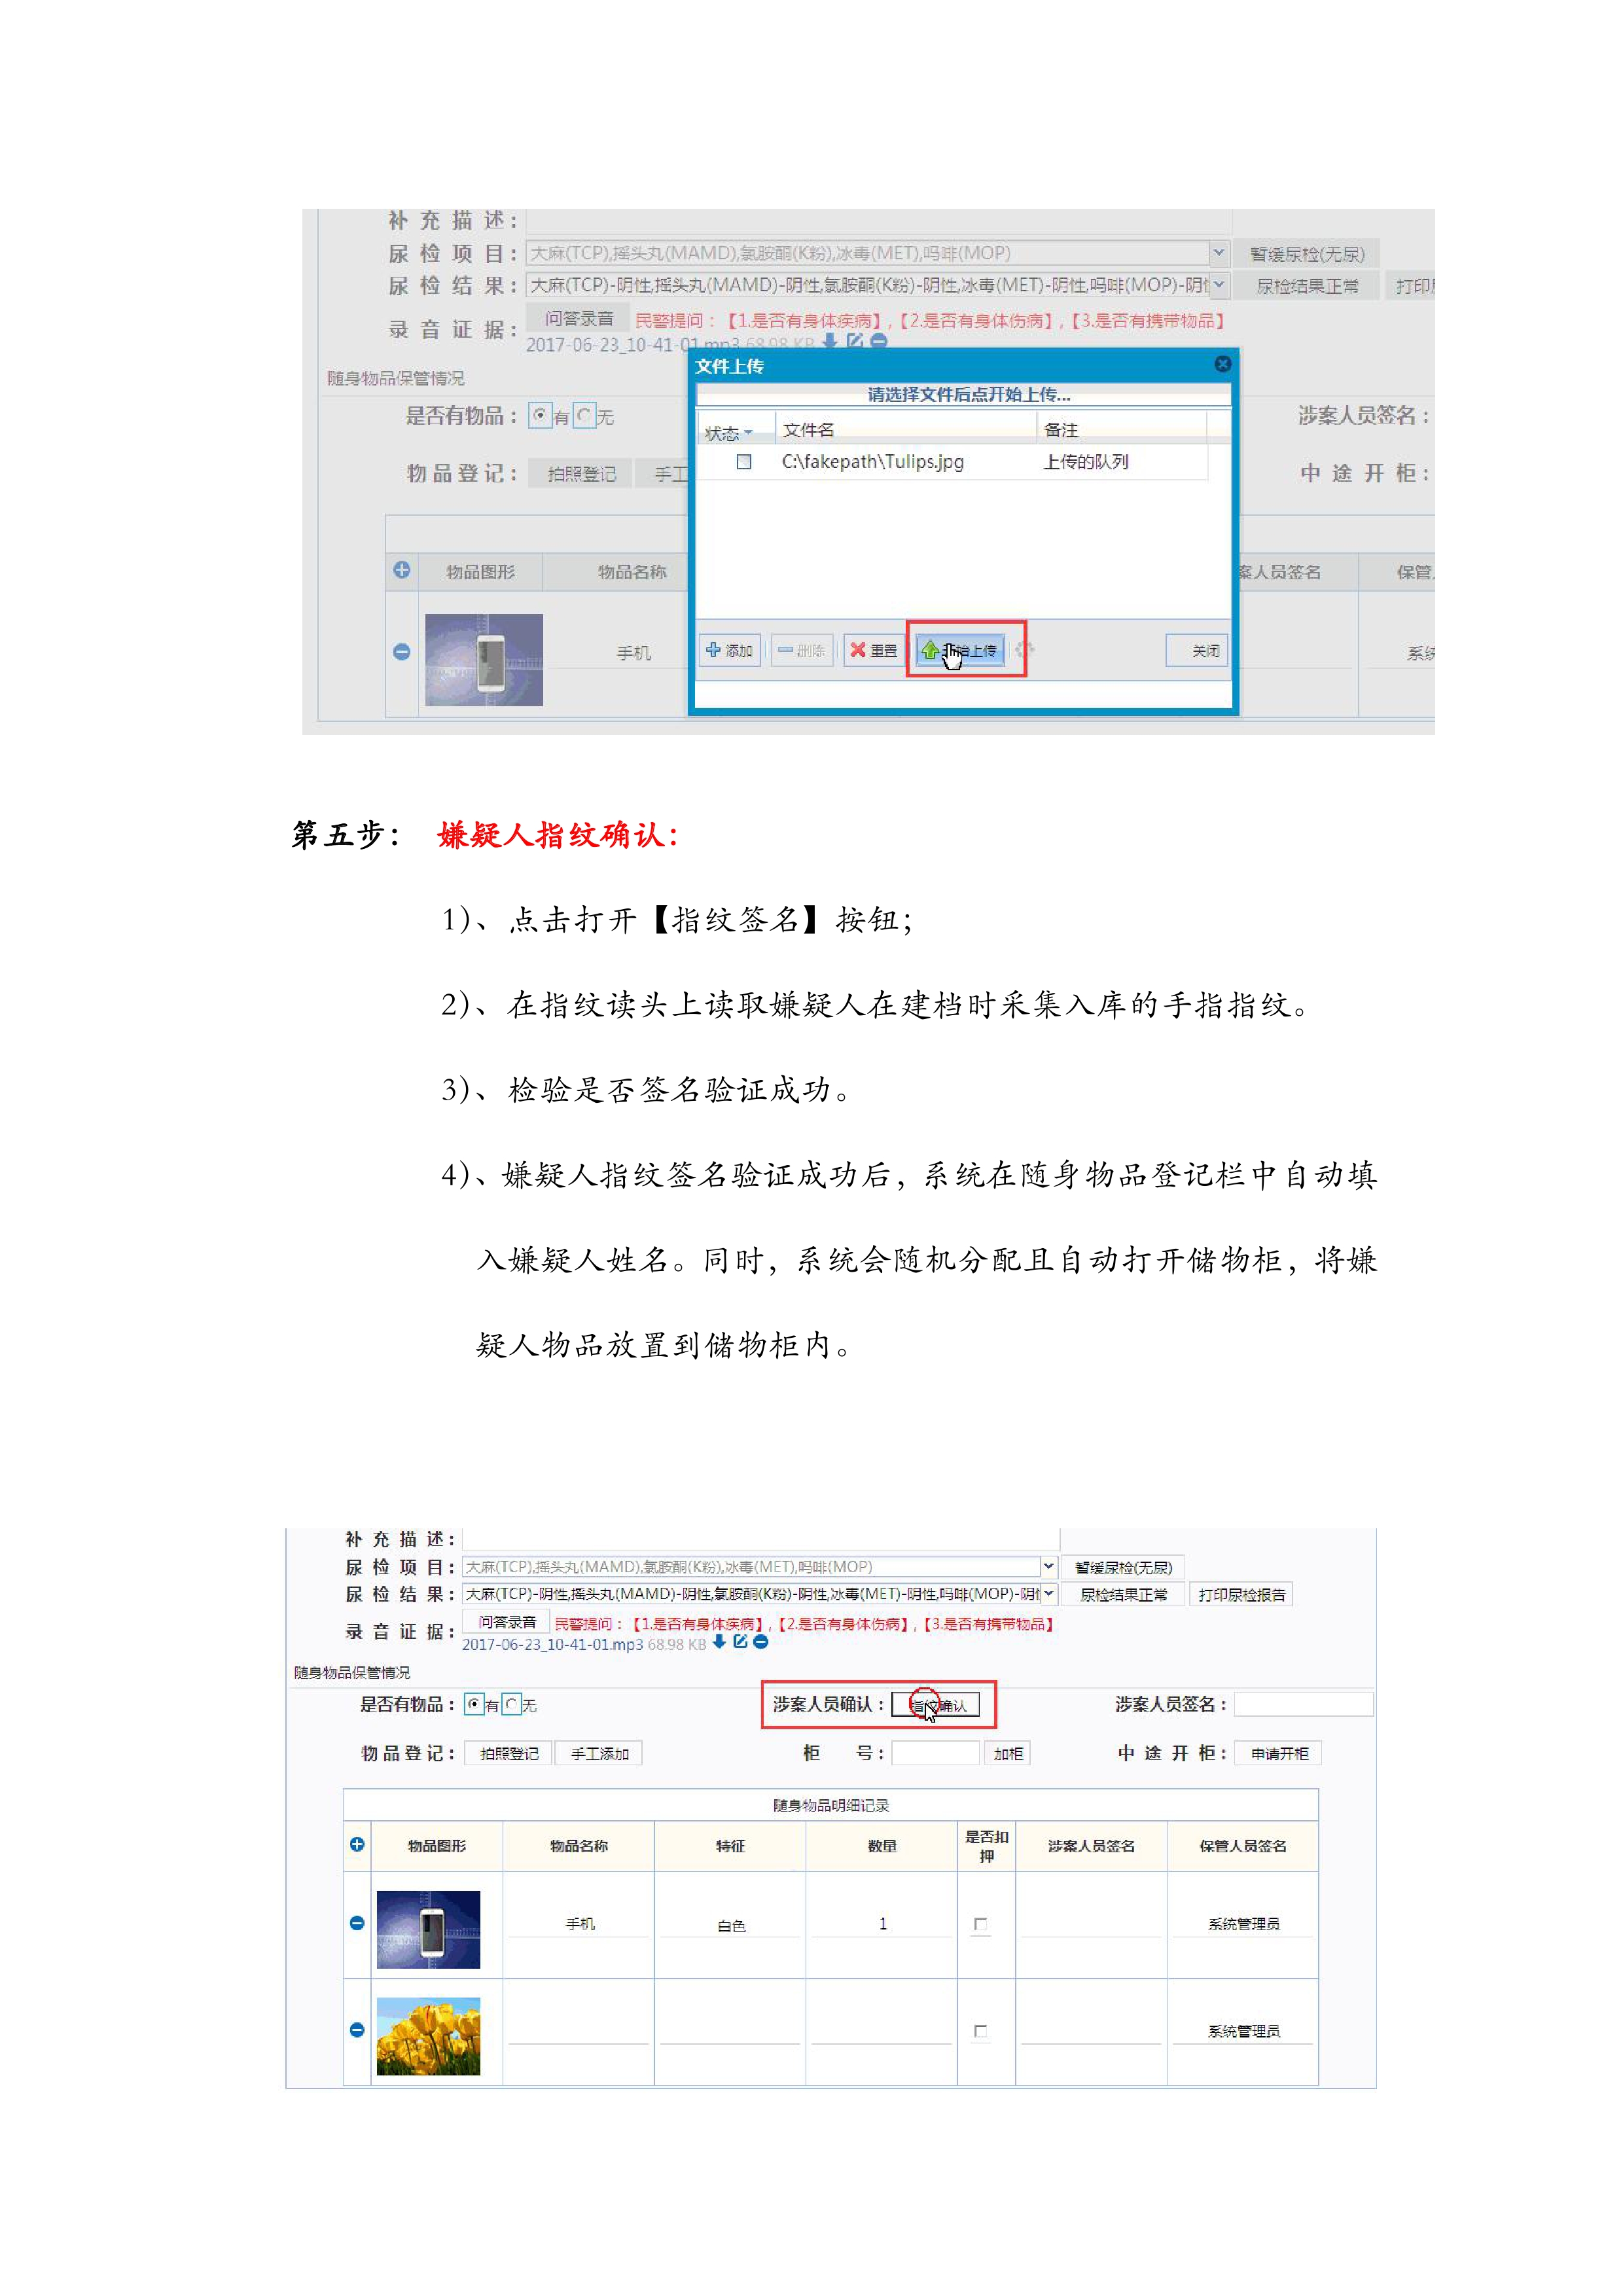 补 充 描 述：
尿 检 项 目：大麻(TCP),摇头丸(MAMD),氯胺酮(K粉),冰毒(MET),吗啡(MOP) 暂缓尿检(无尿)
尿 检 结 果：大麻(TCP)-阴性,摇头丸(MAMD)-阴性,氯胺酮(K粉)-阴性,冰毒(MET)-阴性,吗啡(MOP)-阴 尿检结果正常 打印
录 音 证 据：问答录音 民警提问：【1.是否有身体疾病】,【2.是否有身体伤病】,【3.是否有携带物品】
2017-06-23_10-41-01.mp3 68.98 KB
随身物品保管情况
文件上传
请选择文件后点开始上传...
是否有物品：有 无 涉案人员签名：
状态 文件名 备注
C:\fakepath\Tulips.jpg 上传的队列
物品登记：拍照登记 手工 中 途 开 柜：
物品图形 物品名称 案人员签名 保管
手机 系统
添加 删除 重置 始上传 关闭
第五步： 嫌疑人指纹确认：
1)、点击打开【指纹签名】按钮；
2)、在指纹读头上读取嫌疑人在建档时采集入库的手指指纹。
3)、检验是否签名验证成功。
4)、嫌疑人指纹签名验证成功后，系统在随身物品登记栏中自动填
入嫌疑人姓名。同时，系统会随机分配且自动打开储物柜，将嫌
疑人物品放置到储物柜内。
补 充 描 述：
尿 检 项 目：大麻(TCP),摇头丸(MAMD),氯胺酮(K粉),冰毒(MET),吗啡(MOP) 暂缓尿检(无尿)
尿 检 结 果：大麻(TCP)-阴性,摇头丸(MAMD)-阴性,氯胺酮(K粉)-阴性,冰毒(MET)-阴性,吗啡(MOP)-阴 尿检结果正常 打印尿检报告
录 音 证 据：问答录音 民警提问：【1.是否有身体疾病】,【2.是否有身体伤病】,【3.是否有携带物品】
2017-06-23_10-41-01.mp3 68.98 KB
随身物品保管情况
是否有物品：有 无 涉案人员确认：指纹确认 涉案人员签名：
物品登记：拍照登记 手工添加 柜 号： 加柜 中 途 开 柜：申请开柜
随身物品明细记录
物品图形 物品名称 特征 数量 是否扣押 涉案人员签名 保管人员签名
手机 白色 1 系统管理员
系统管理员